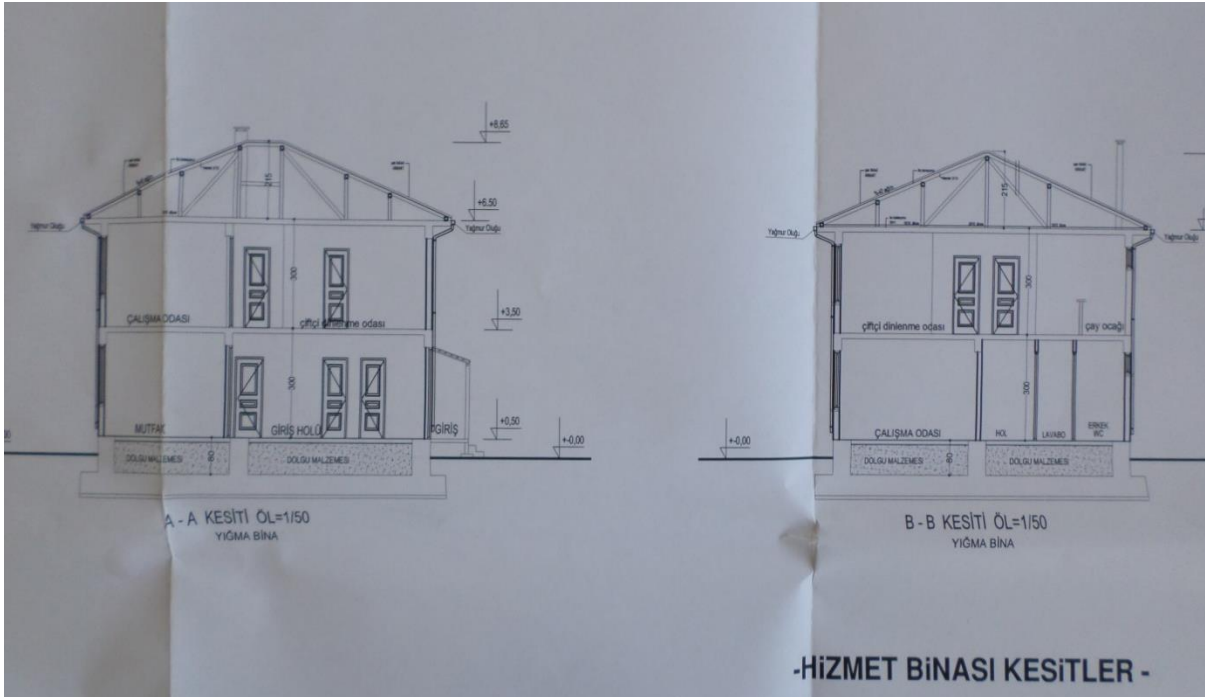 +8,65
215
215
+6.50
Yağmur Oluğu
Yağmur Oluğu
Yağmur Oluğu
Yağmur Oluğu
300
300
ÇALIŞMA ODASI
çiftçi dinlenme odası
+3,50
çiftçi dinlenme odası
çay ocağı
300
300
MUTFAK
GİRİŞ HOLÜ
GİRİŞ
+0,50
+-0,00
+-0,00
ÇALIŞMA ODASI
HOL
LAVABO
ERKEK
WC
DOLGU MALZEMESİ
60
DOLGU MALZEMESİ
DOLGU MALZEMESİ
60
DOLGU MALZEMESİ
A - A KESİTİ ÖL=1/50
YIĞMA BİNA
B - B KESİTİ ÖL=1/50
YIĞMA BİNA
-HİZMET BİNASI KESİTLER -